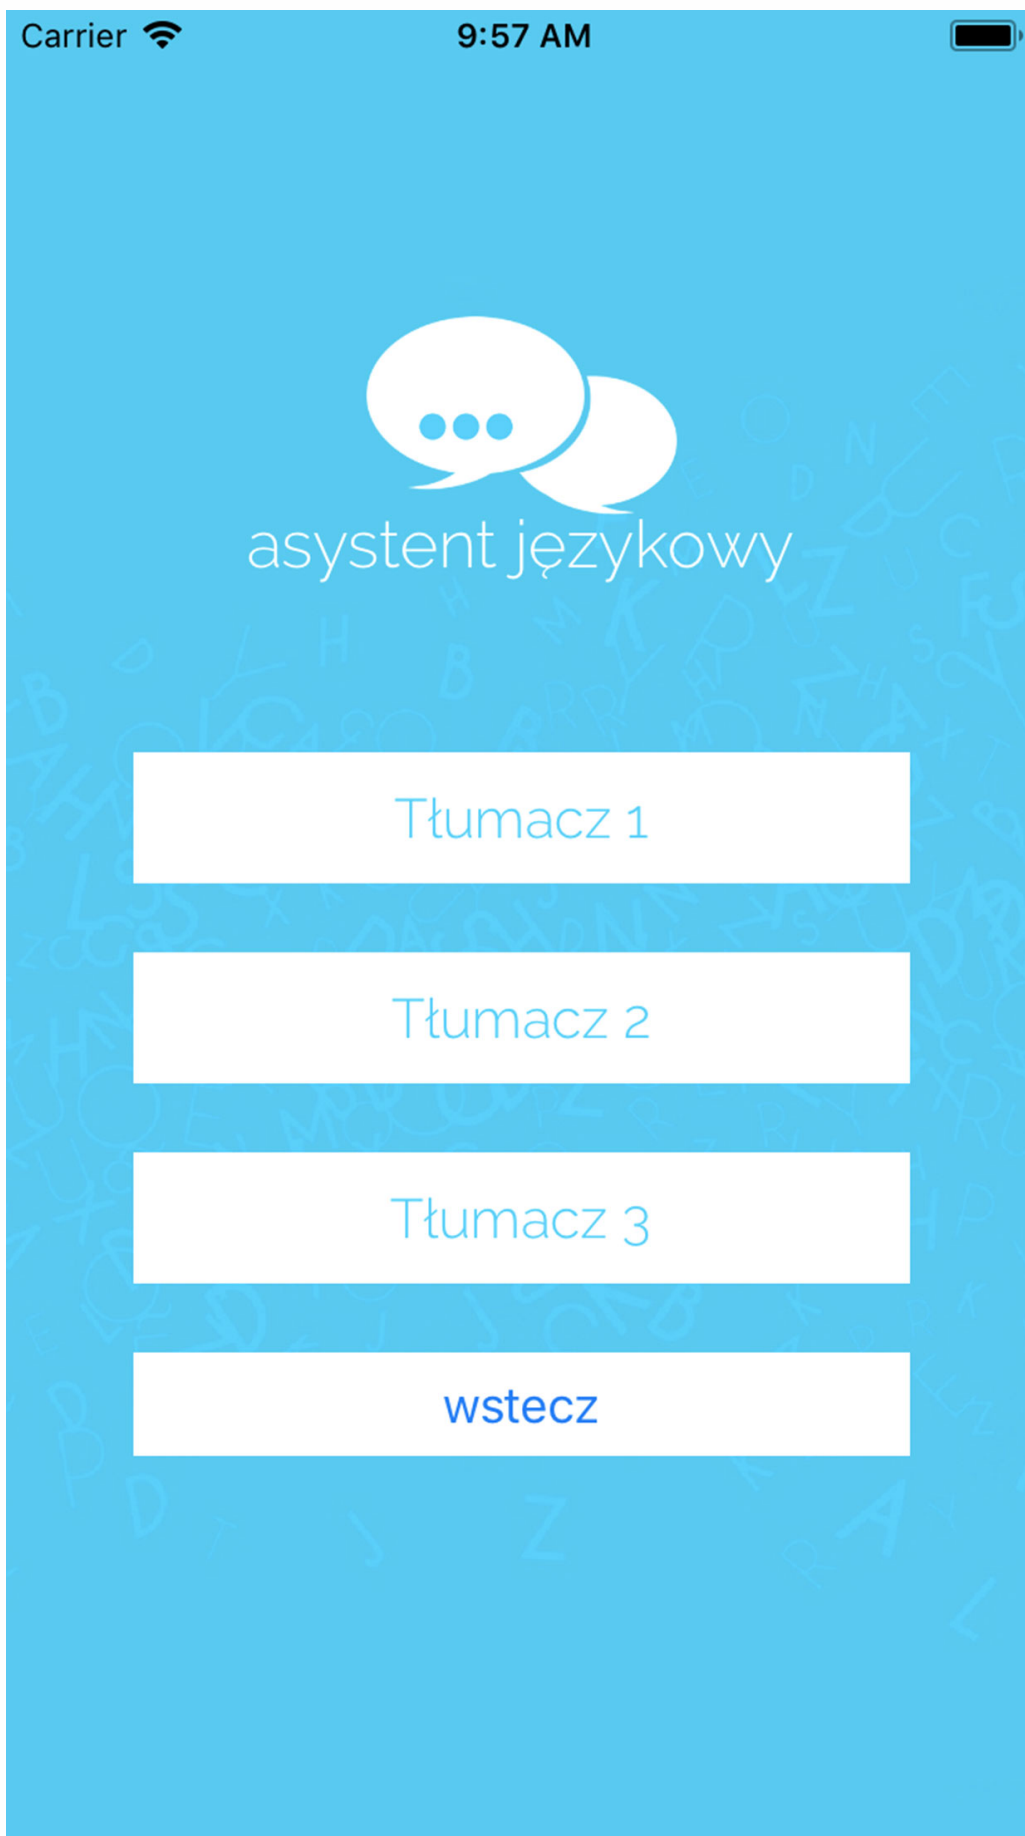 Carrier 9:57 AM
asystent językowy
Tłumacz 1
Tłumacz 2
Tłumacz 3
wstecz